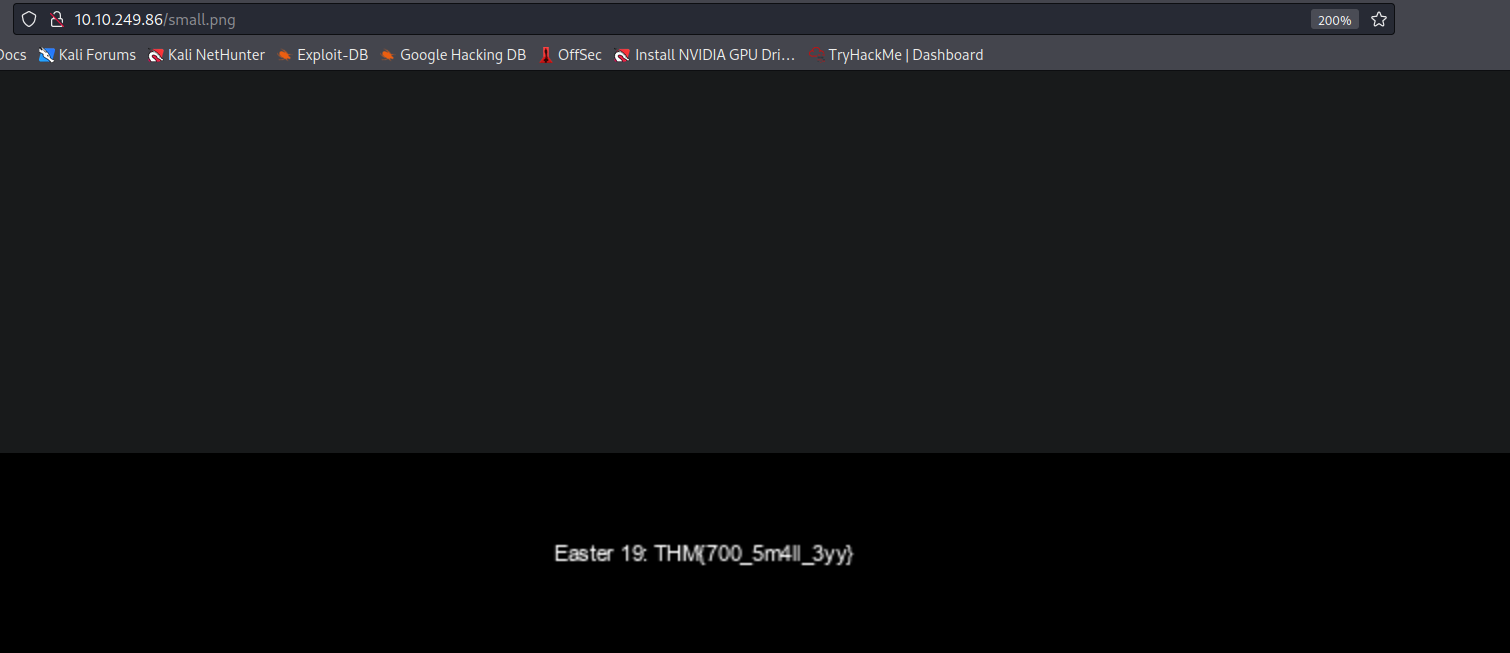 10.10.249.86/small.png
200%
Docs Kali Forums Kali NetHunter Exploit-DB Google Hacking DB OffSec Install NVIDIA GPU Dri... TryHackMe | Dashboard
Easter 19: THM{700_5m4ll_3yy}